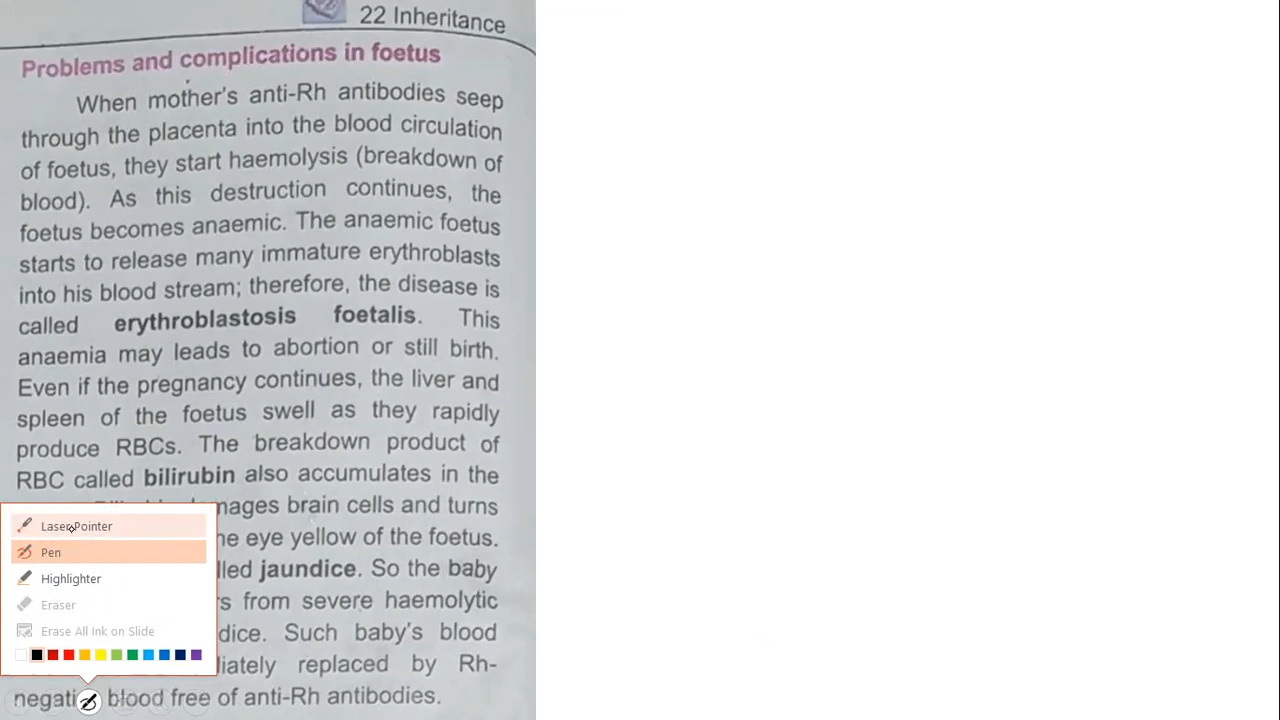 22 Inheritance
Problems and complications in foetus
When mother's anti-Rh antibodies seep
through the placenta into the blood circulation
of foetus, they start haemolysis (breakdown of
blood). As this destruction continues, the
foetus becomes anaemic. The anaemic foetus
starts to release many immature erythroblasts
into his blood stream; therefore, the disease is
called erythroblastosis foetalis. This
anaemia may leads to abortion or still birth.
Even if the pregnancy continues, the liver and
spleen of the foetus swell as they rapidly
produce RBCs. The breakdown product of
RBC called bilirubin also accumulates in the
brain cells and turns
eye yellow of the foetus.
jaundice. So the baby
from severe haemolytic
Such baby's blood
replaced by Rh-
blood free of anti-Rh antibodies.
Laser Pointer
Pen
Highlighter
Eraser
Erase All Ink on Slide